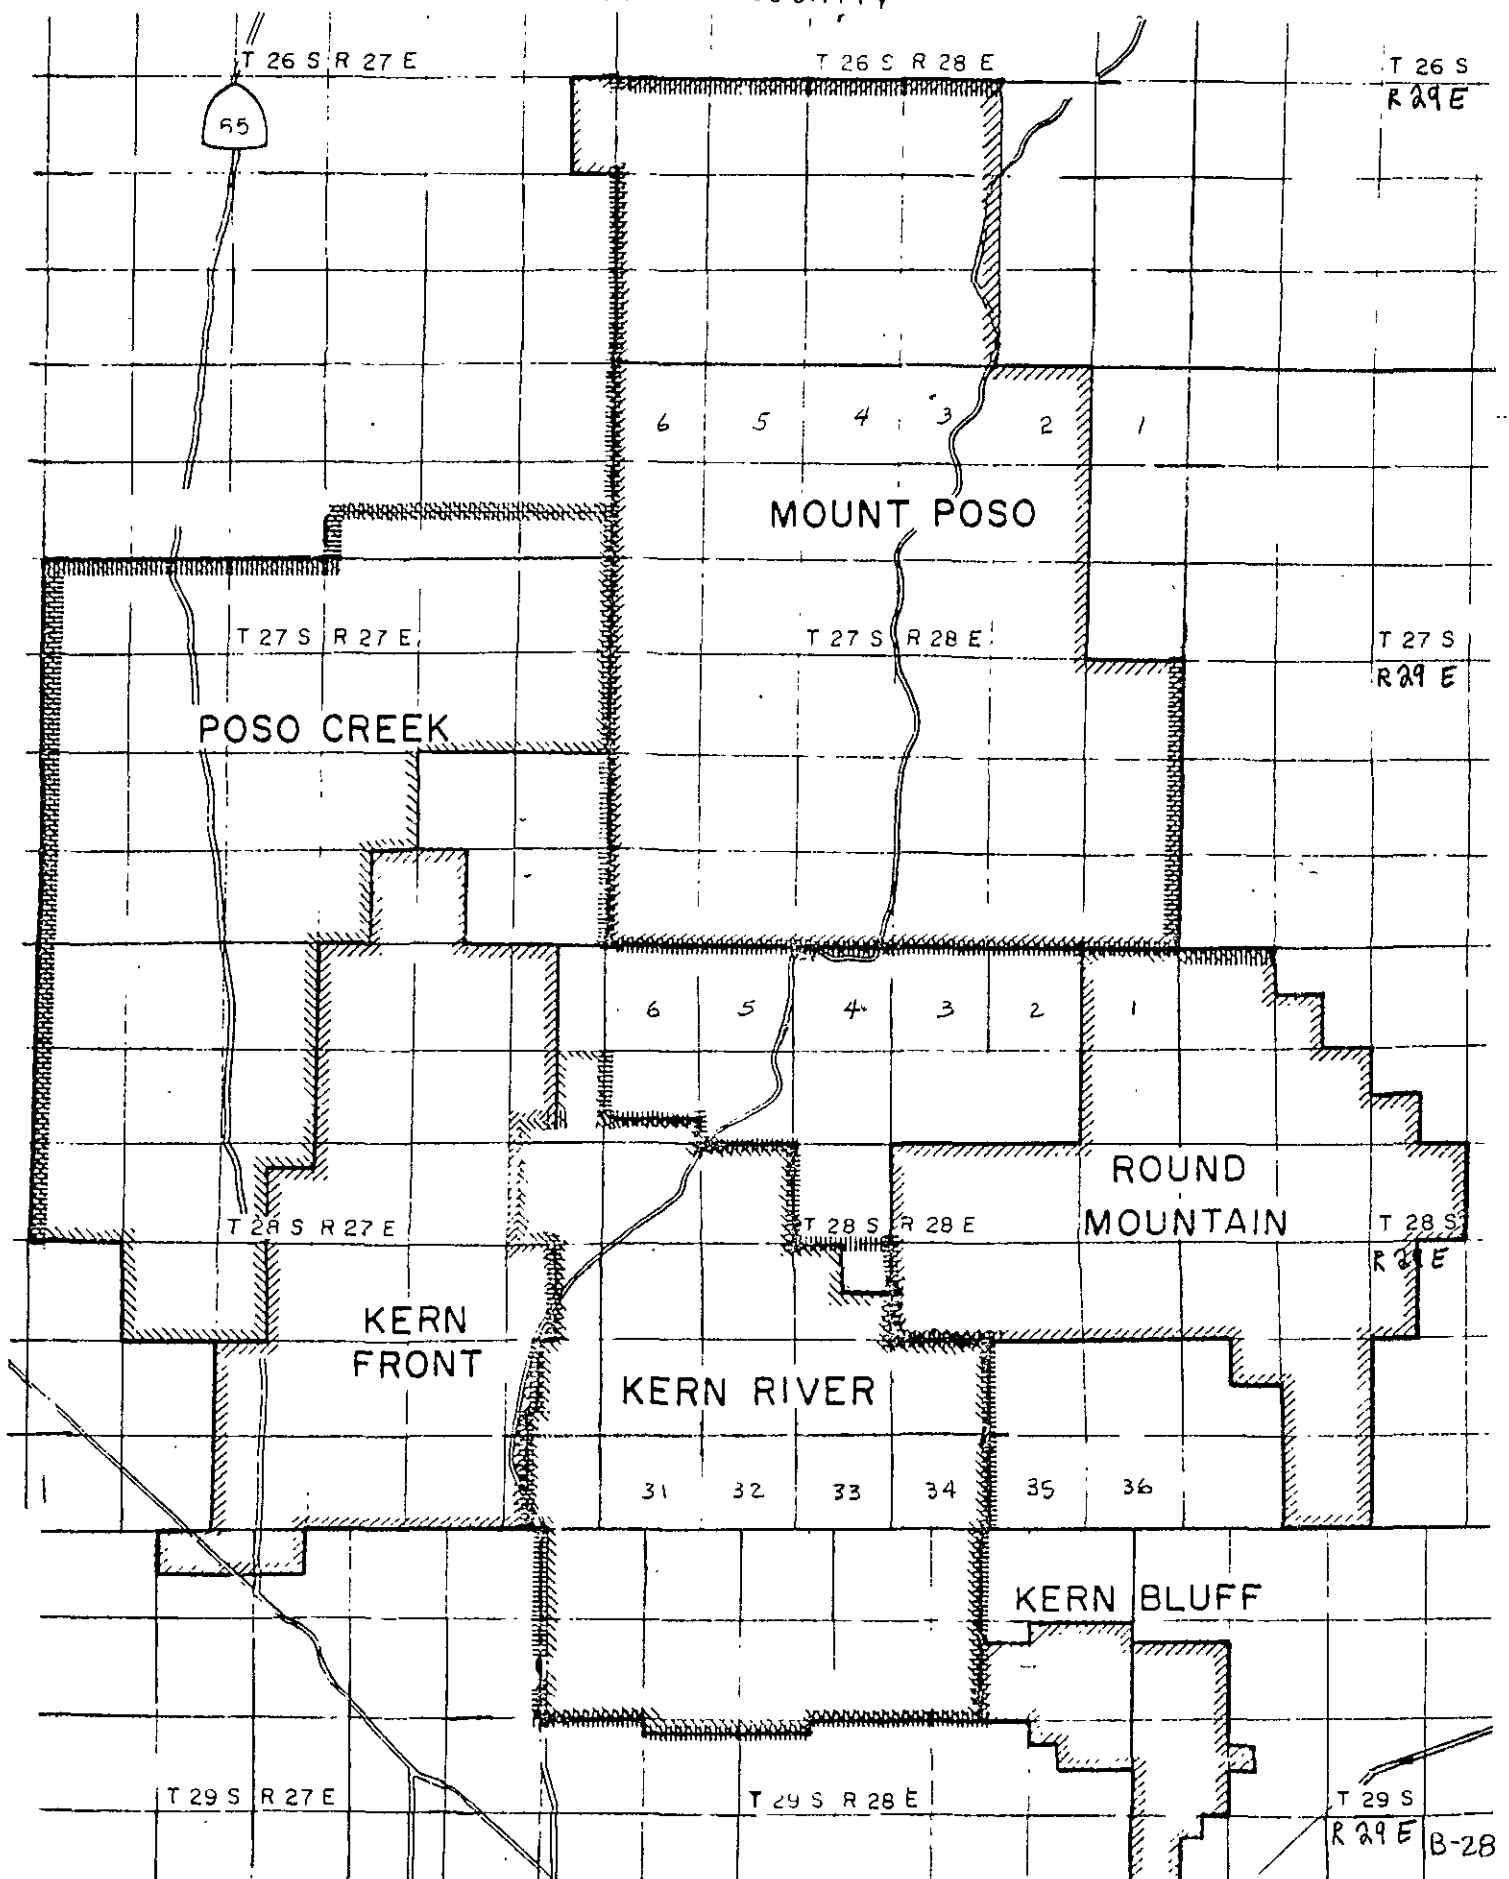 T 26 S R 27 E
T 26 S R 28 E
T 26 S
R 29 E
65
6 5 4 3 2 1
MOUNT POSO
T 27 S R 27 E
T 27 S R 28 E
T 27 S
R 29 E
POSO CREEK
6 5 4 3 2 1
ROUND
MOUNTAIN
T 28 S R 27 E
T 28 S R 28 E
T 28 S
R 29 E
KERN
FRONT
KERN RIVER
31 32 33 34 35 36
KERN BLUFF
T 29 S R 27 E
T 29 S R 28 E
T 29 S
R 29 E
B-28